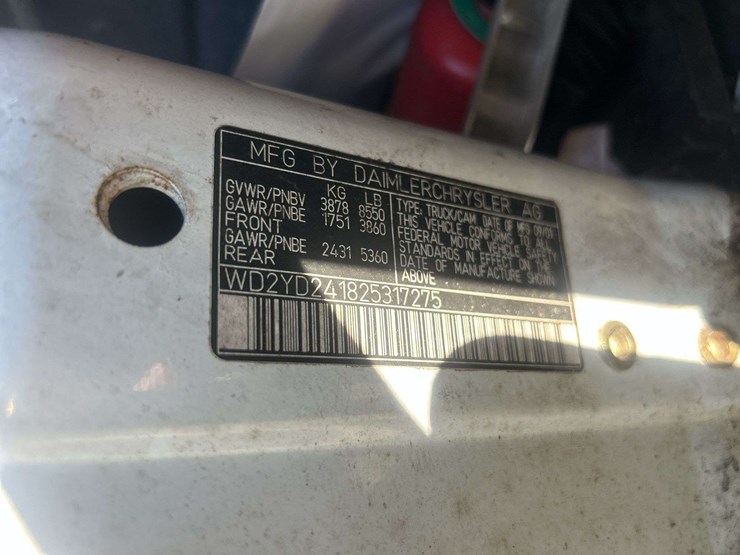 MFG BY DAIMLERCHRYSLER AG
KG LB
GVWR/PNBV 3878 8550
GAWR/PNBE 1751 3860
FRONT
GAWR/PNBE 2431 5360
REAR
TYPE TRUCK/CAM DATE OF MFG
THIS VEHICLE CONFORMS TO ALL
FEDERAL MOTOR VEHICLE SAFETY
STANDARDS IN EFFECT ON THE
DATE OF MANUFACTURE SHOWN
ABOVE
WD2YD241825317275